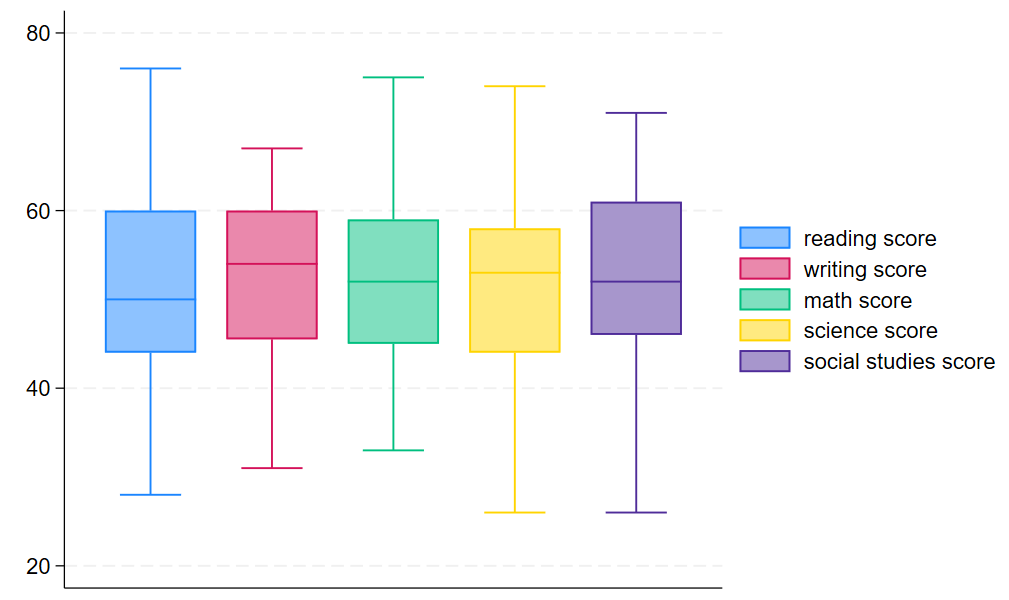 80
60
40
20
reading score
writing score
math score
science score
social studies score